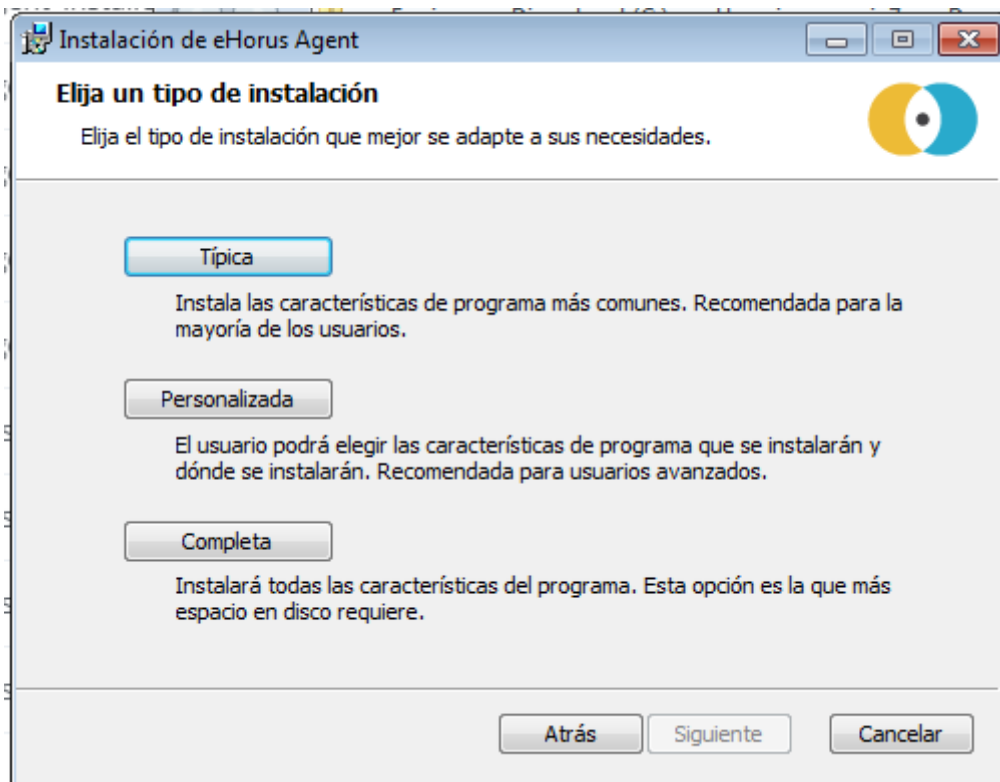 Instalación de eHorus Agent
Elija un tipo de instalación
Elija el tipo de instalación que mejor se adapte a sus necesidades.
Típica
Instala las características de programa más comunes. Recomendada para la
mayoría de los usuarios.
Personalizada
El usuario podrá elegir las características de programa que se instalarán y
dónde se instalarán. Recomendada para usuarios avanzados.
Completa
Instalará todas las características del programa. Esta opción es la que más
espacio en disco requiere.
Atrás
Siguiente
Cancelar